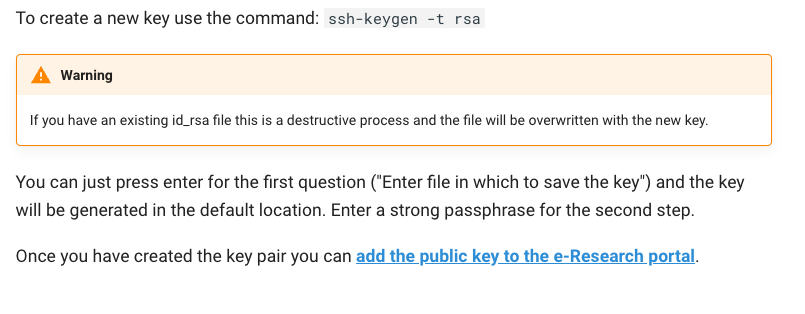 To create a new key use the command: ssh-keygen -t rsa
Warning
If you have an existing id_rsa file this is a destructive process and the file will be overwritten with the new key.
You can just press enter for the first question ("Enter file in which to save the key") and the key
will be generated in the default location. Enter a strong passphrase for the second step.
Once you have created the key pair you can add the public key to the e-Research portal.